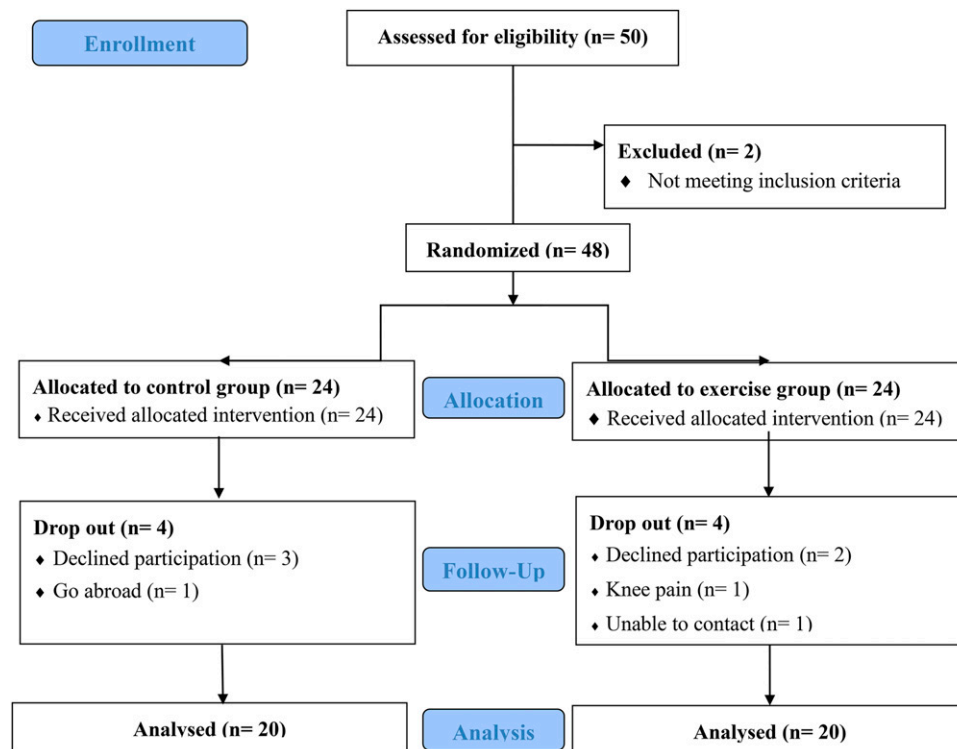 Enrollment
Assessed for eligibility (n= 50)
Excluded (n= 2)
♦ Not meeting inclusion criteria
Randomized (n= 48)
Allocated to control group (n= 24)
♦ Received allocated intervention (n= 24)
Allocation
Allocated to exercise group (n= 24)
♦ Received allocated intervention (n= 24)
Drop out (n= 4)
♦ Declined participation (n= 3)
♦ Go abroad (n= 1)
Follow-Up
Drop out (n= 4)
♦ Declined participation (n= 2)
♦ Knee pain (n= 1)
♦ Unable to contact (n= 1)
Analysed (n= 20)
Analysis
Analysed (n= 20)